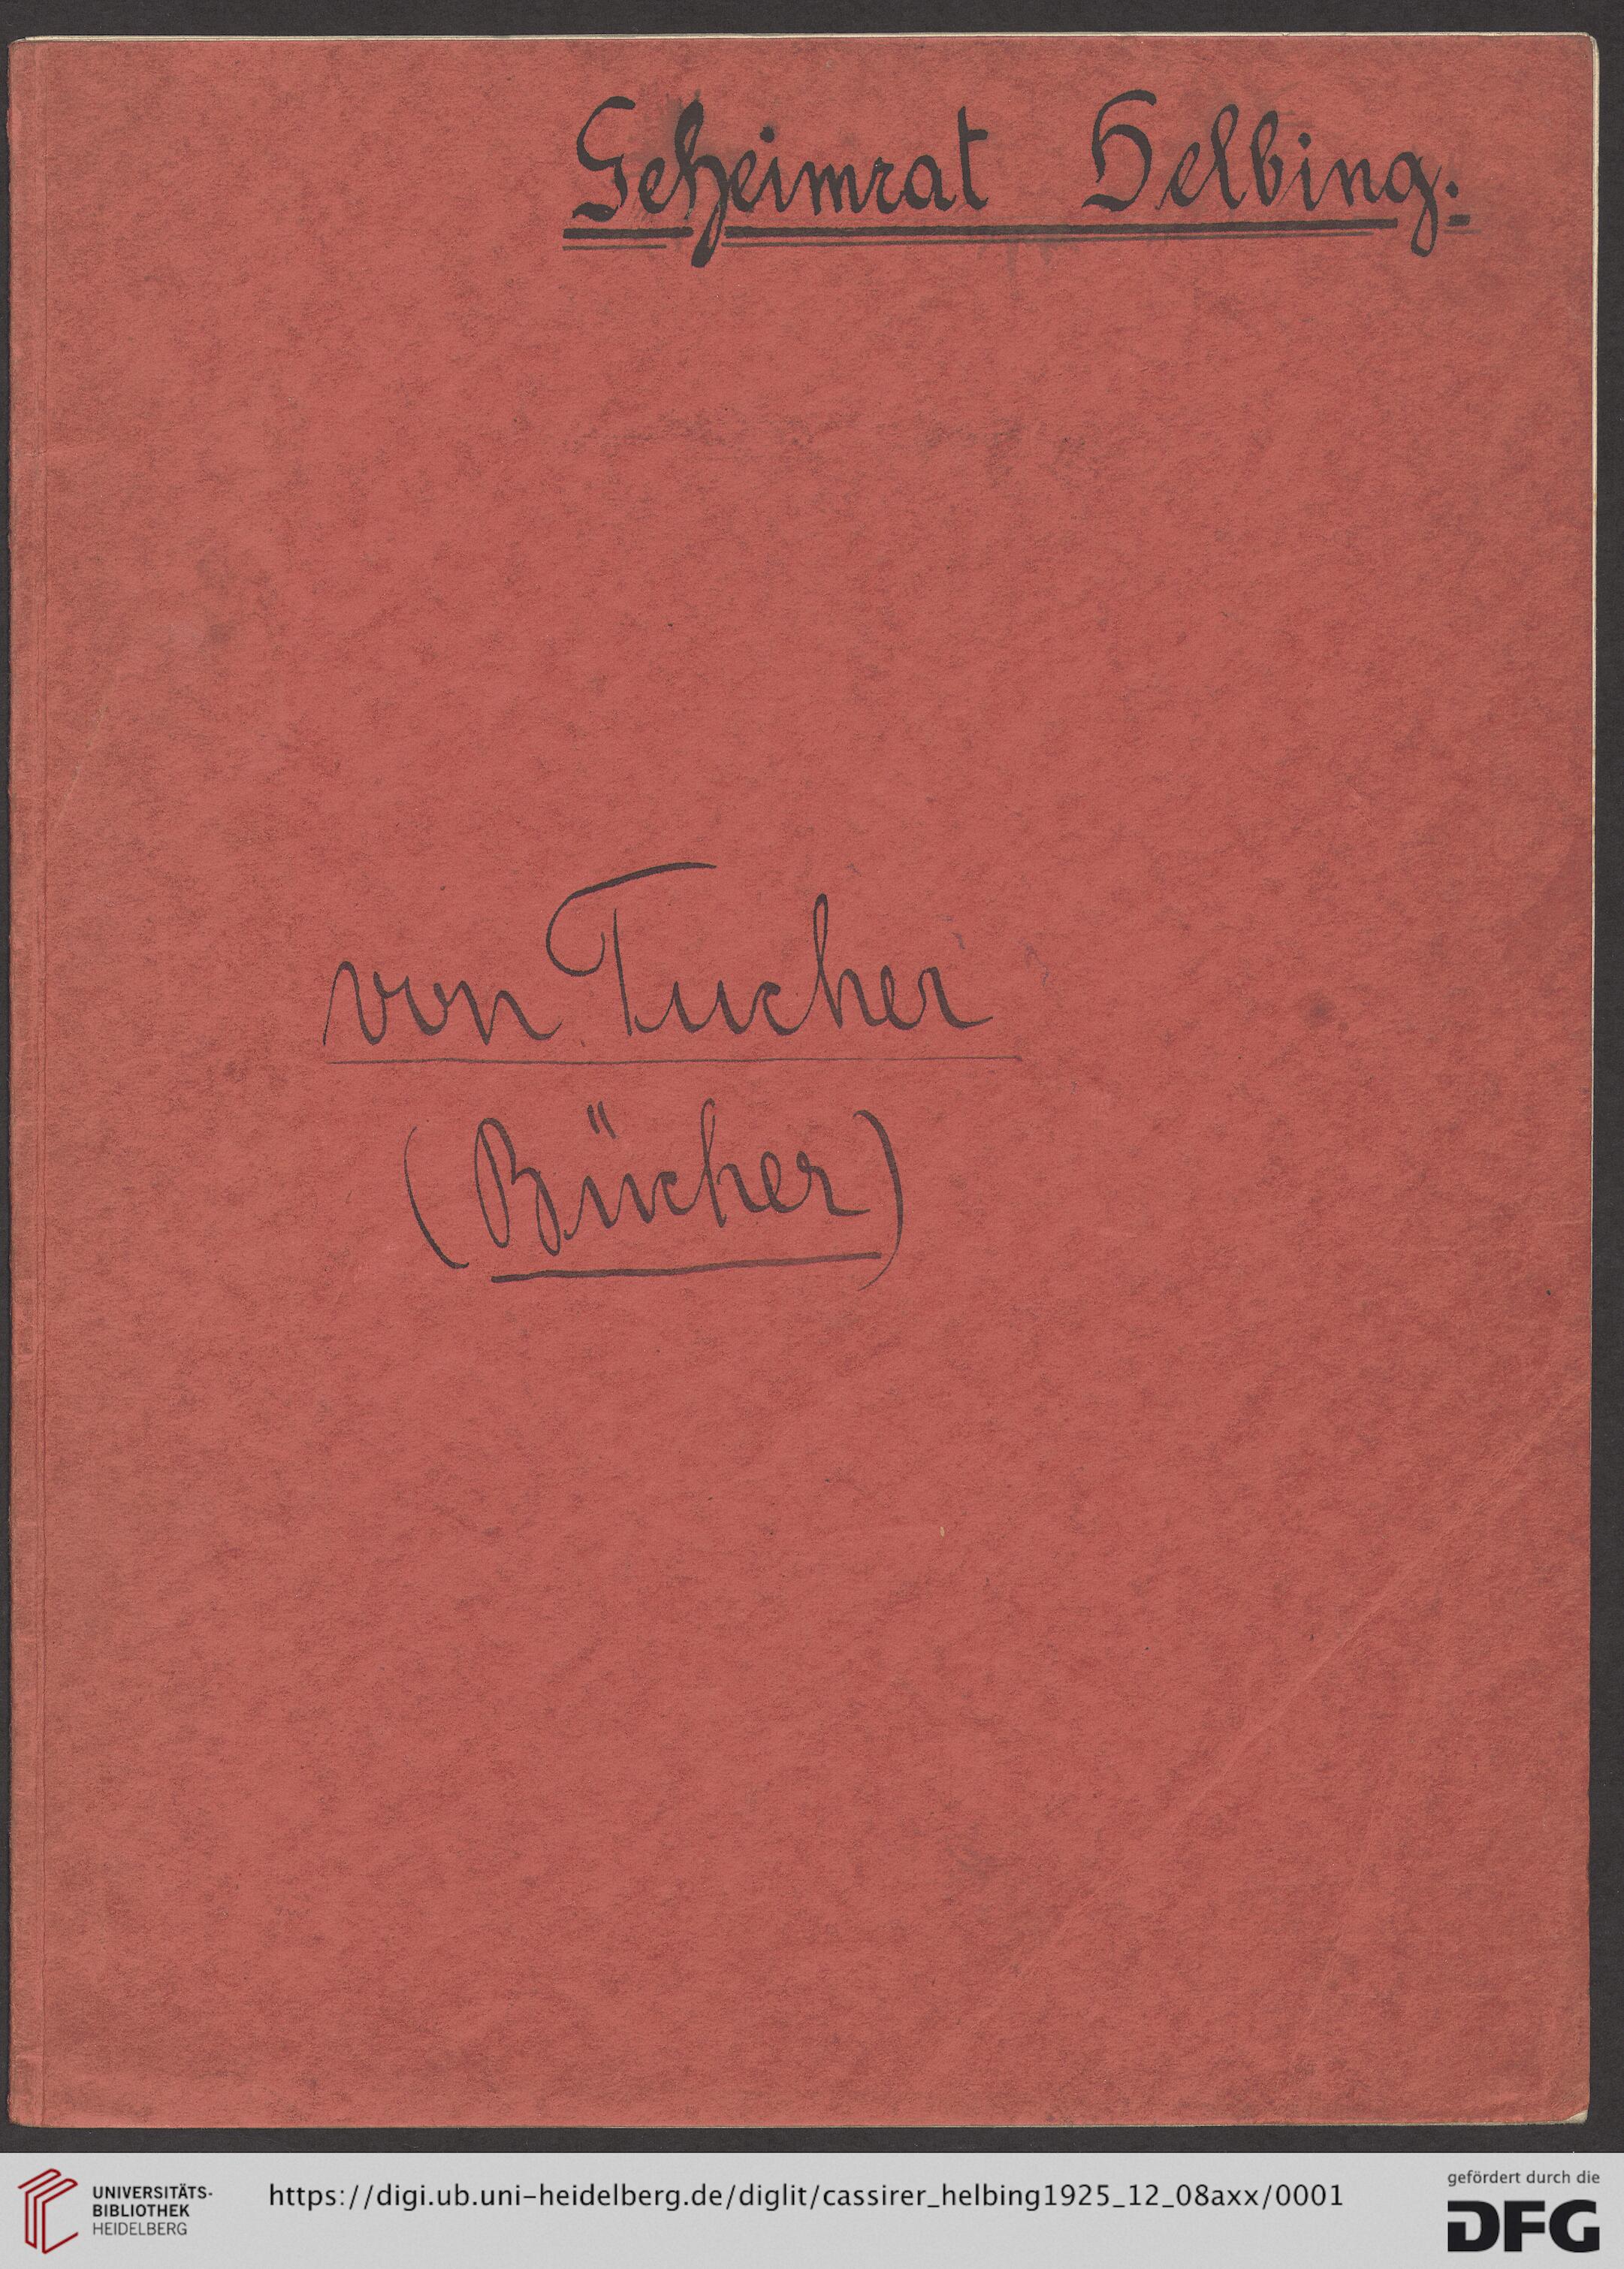 Geheimrat Helbing.
von Tucher
(Bücher)
UNIVERSITÄTS-
BIBLIOTHEK
HEIDELBERG
https://digi.ub.uni-heidelberg.de/diglit/cassirer_helbing1925_12_08axx/0001
gefördert durch die
DFG